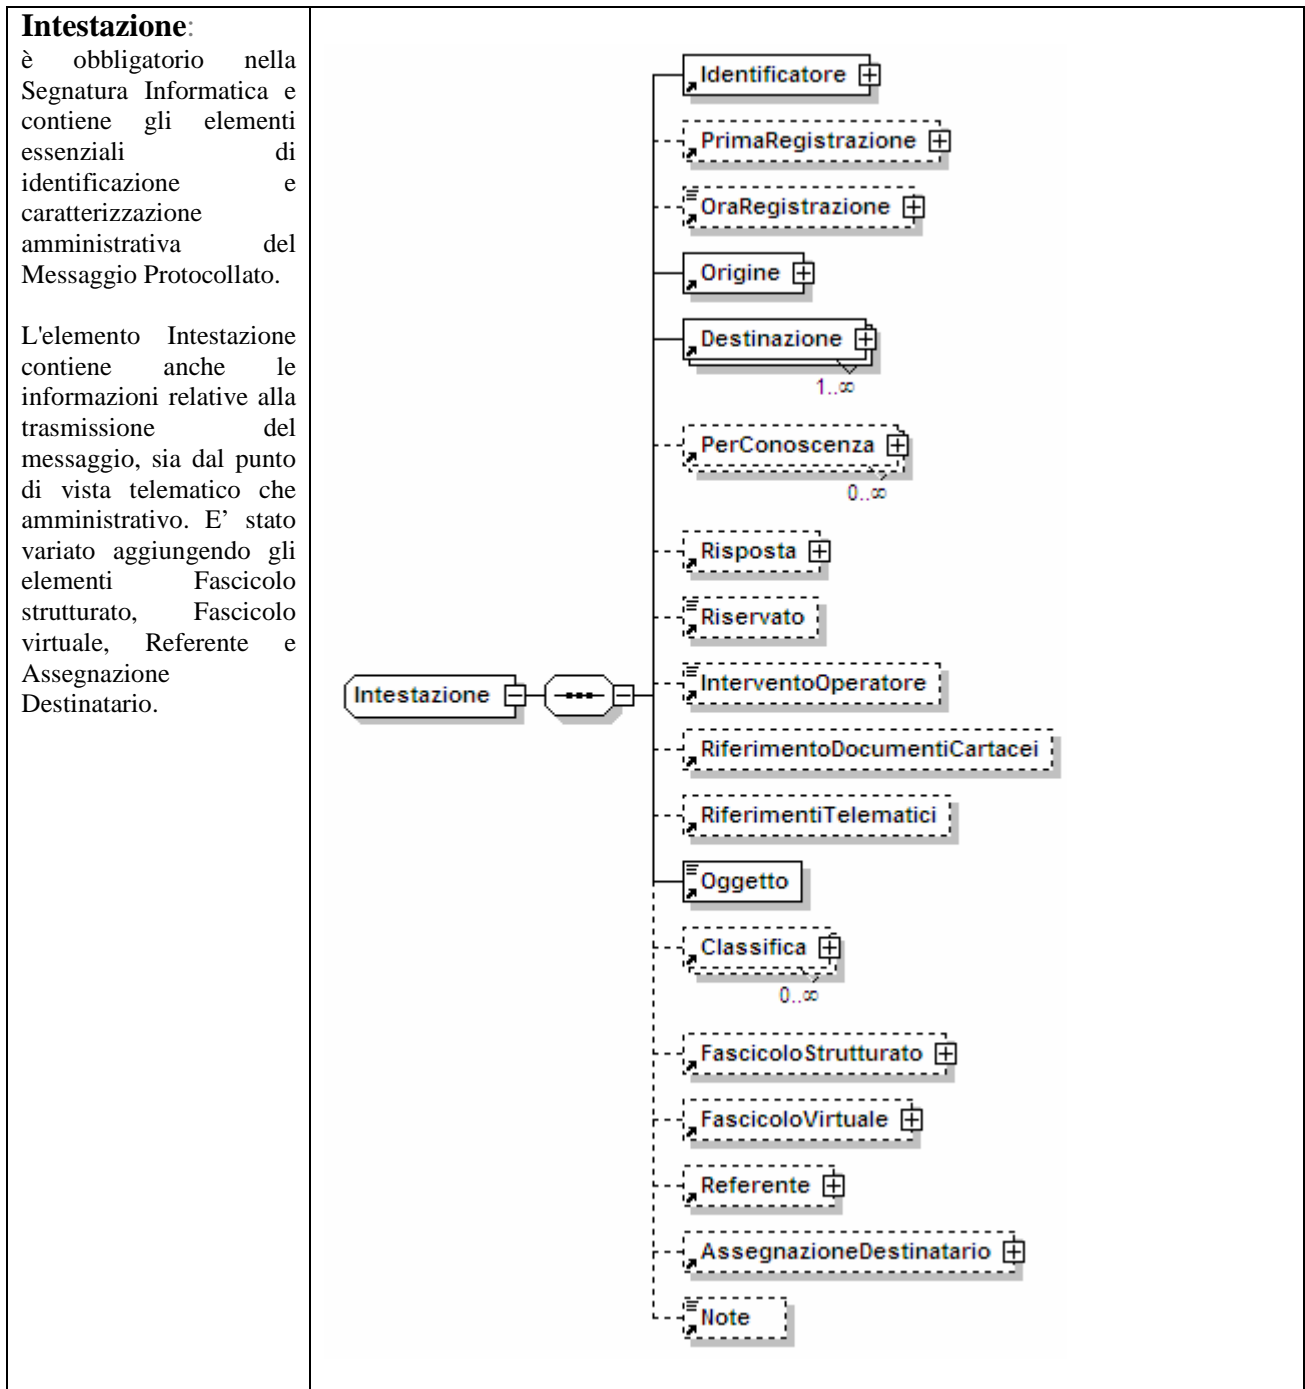 Intestazione:
è obbligatorio nella
Segnatura Informatica e
contiene gli elementi
essenziali di
identificazione e
caratterizzazione
amministrativa del
Messaggio Protocollato.
L'elemento Intestazione
contiene anche le
informazioni relative alla
trasmissione del
messaggio, sia dal punto
di vista telematico che
amministrativo. E' stato
variato aggiungendo gli
elementi Fascicolo
strutturato, Fascicolo
virtuale, Referente e
Assegnazione
Destinatario.
Intestazione
Identificatore
PrimaRegistrazione
OraRegistrazione
Origine
Destinazione
1..∞
PerConoscenza
0..∞
Risposta
Riservato
InterventoOperatore
RiferimentoDocumentiCartacei
RiferimentiTelematici
Oggetto
Classifica
0..∞
FascicoloStrutturato
FascicoloVirtuale
Referente
AssegnazioneDestinatario
Note